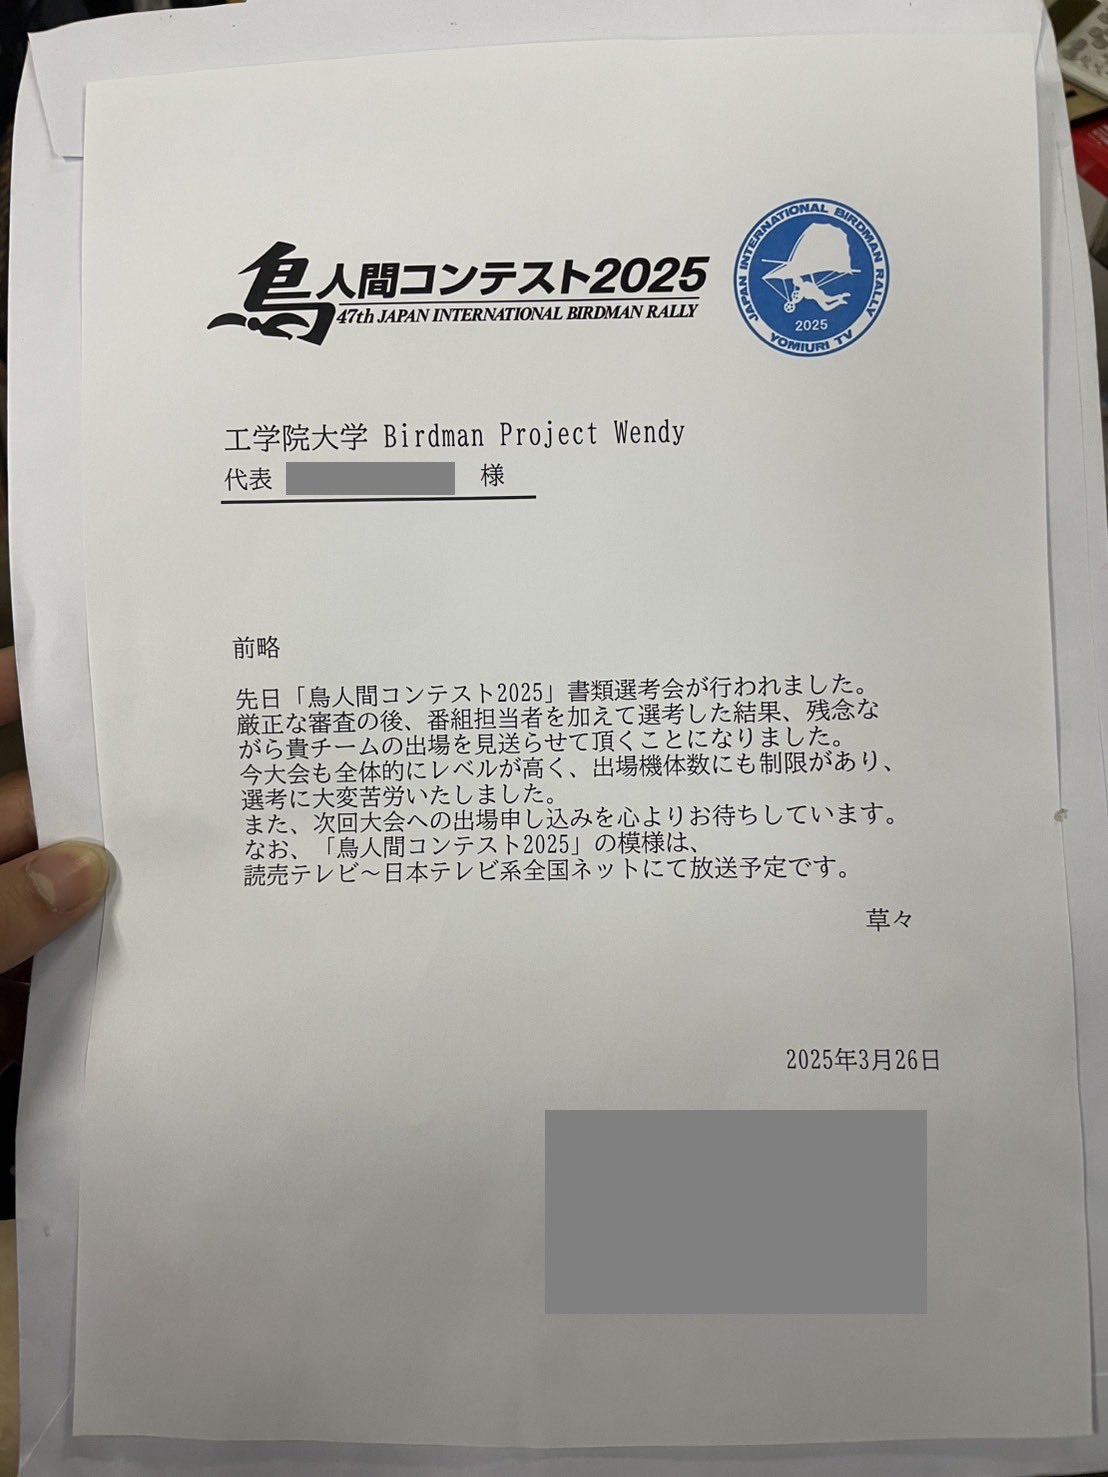 鳥人間コンテスト2025
47th JAPAN INTERNATIONAL BIRDMAN RALLY
JAPAN INTERNATIONAL BIRDMAN RALLY
2025
YOMIURI TV
工学院大学 Birdman Project Wendy
代表 様
前略
先日「鳥人間コンテスト2025」書類選考会が行われました。
厳正な審査の後、番組担当者を加えて選考した結果、残念な
がら貴チームの出場を見送らせて頂くことになりました。
今大会も全体的にレベルが高く、出場機体数にも制限があり、
選考に大変苦労いたしました。
また、次回大会への出場申し込みを心よりお待ちしています。
なお、「鳥人間コンテスト2025」の模様は、
読売テレビ～日本テレビ系全国ネットにて放送予定です。
草々
2025年3月26日